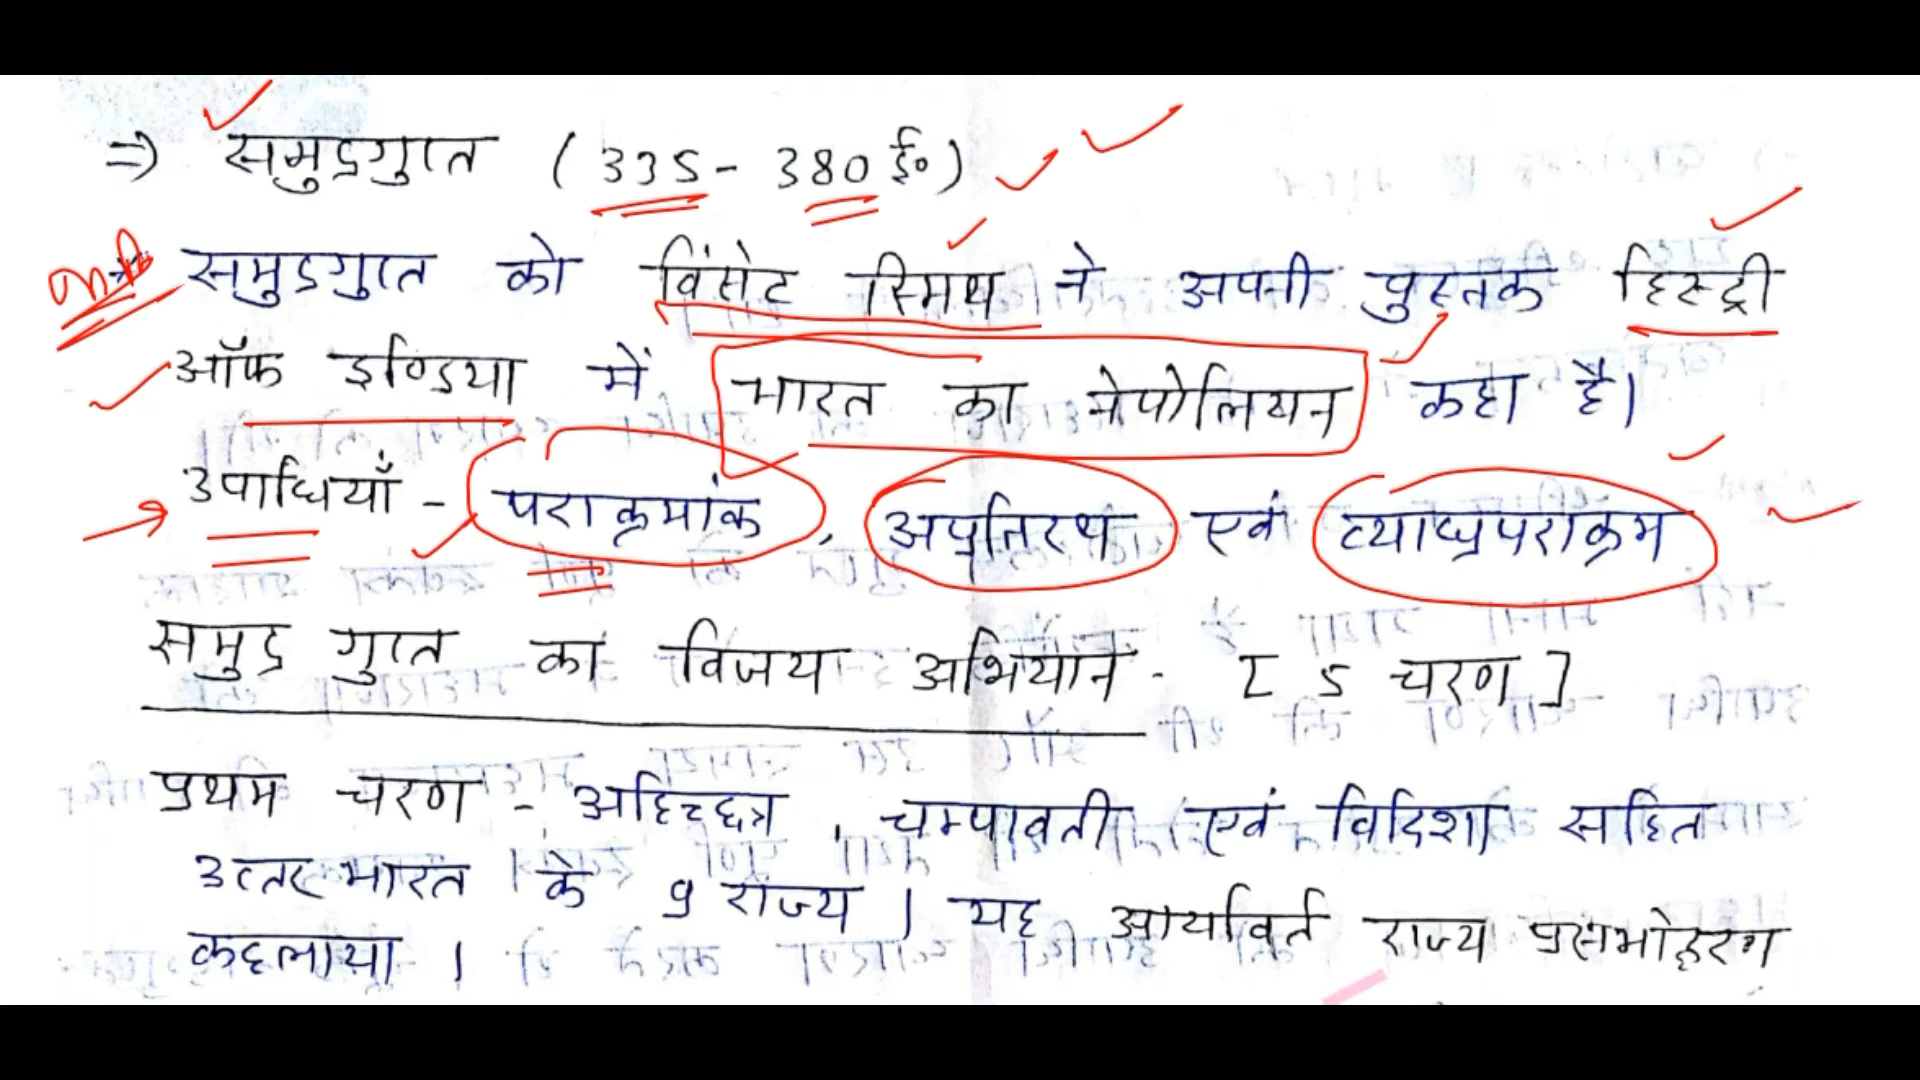 ⇒ समुद्रगुप्त ( 335 - 380 ई० )
समुद्रगुप्त को विंसेट स्मिथ ने अपनी पुस्तक हिस्ट्री
ऑफ इण्डिया में भारत का नेपोलियन कहा है।
उपाधियाँ - पराक्रमांक , अप्रतिरथ एवं व्याघ्रपराक्रम
समुद्र गुप्त का विजय अभियान - [ 5 चरण ]
प्रथम चरण - अहिच्छत्र , चम्पावती एवं विदिशा सहित
उत्तर भारत के 9 राज्य । यह आर्यावर्त राज्य प्रसभोहरण
कहलाया ।